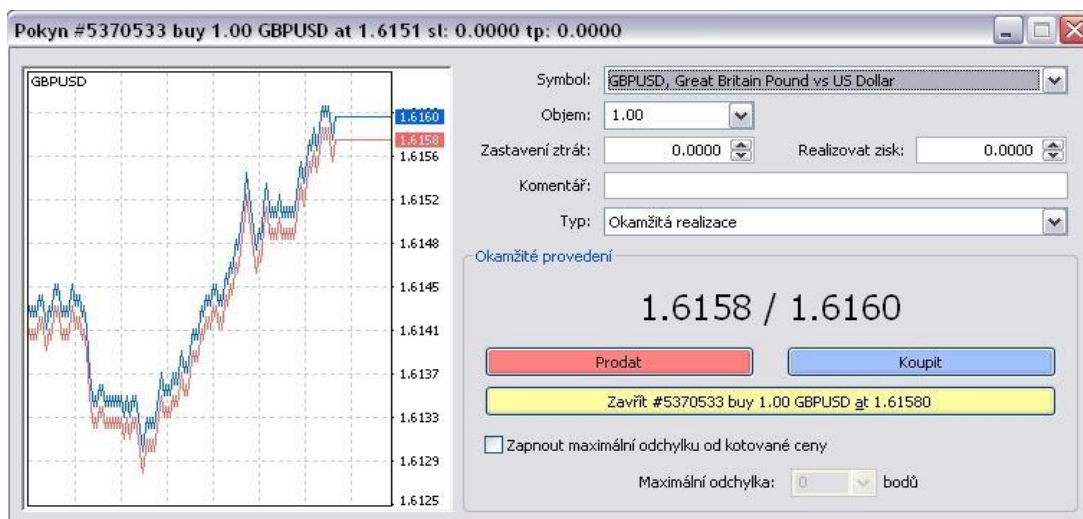 Pokyn #5370533 buy 1.00 GBPUSD at 1.6151 sl: 0.0000 tp: 0.0000
GBPUSD
1.6160
1.6158
1.6156
1.6152
1.6148
1.6145
1.6141
1.6137
1.6133
1.6129
1.6125
Symbol: GBPUSD, Great Britain Pound vs US Dollar
Objem: 1.00
Zastavení ztrát: 0.0000 Realizovat zisk: 0.0000
Komentář:
Typ: Okamžitá realizace
Okamžité provedení
1.6158 / 1.6160
Prodat Koupit
Zavřít #5370533 buy 1.00 GBPUSD at 1.61580
Zapnout maximální odchylku od kotované ceny
Maximální odchylka: 0 bodů